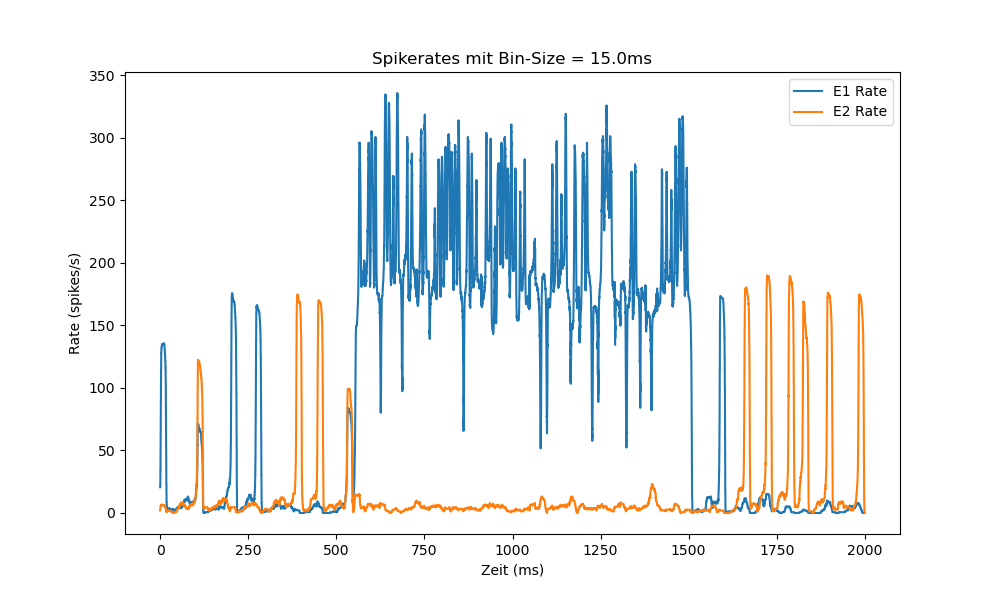 Spikerates mit Bin-Size = 15.0ms
350
300
250
200
150
100
50
0
Rate (spikes/s)
E1 Rate
E2 Rate
0 250 500 750 1000 1250 1500 1750 2000
Zeit (ms)